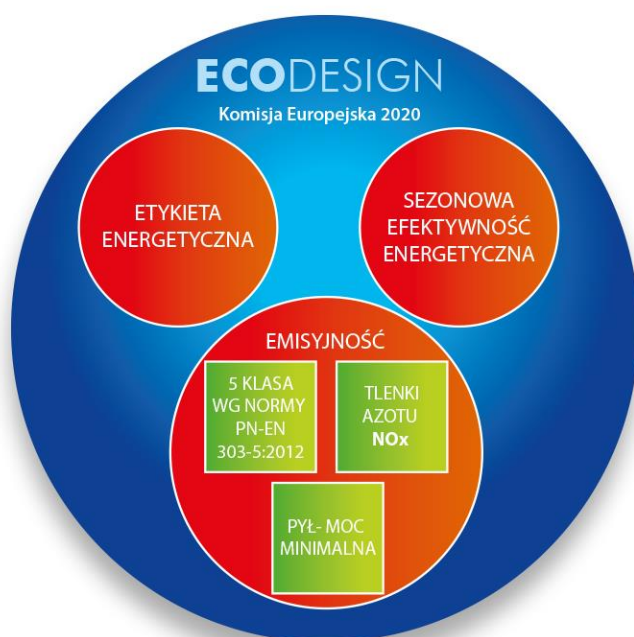 ECODESIGN
Komisja Europejska 2020
ETYKIETA
ENERGETYCZNA
SEZONOWA
EFEKTYWNOŚĆ
ENERGETYCZNA
EMISYJNOŚĆ
5 KLASA
WG NORMY
PN-EN
303-5:2012
TLENKI
AZOTU
NOx
PYŁ- MOC
MINIMALNA